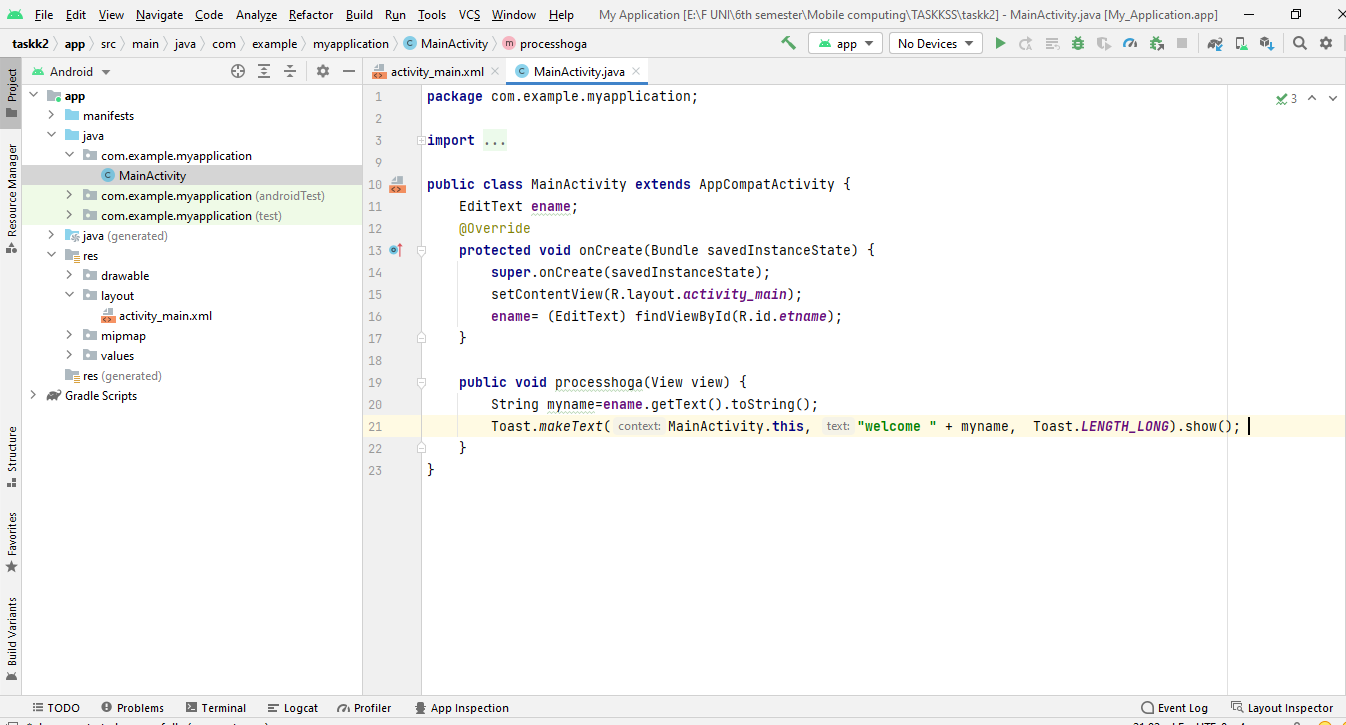 File Edit View Navigate Code Analyze Refactor Build Run Tools VCS Window Help My Application [E:\F UNI\6th semester\Mobile computing\TASKKSS\taskk2] - MainActivity.java [My_Application.app]
taskk2 app src main java com example myapplication MainActivity processhoga app No Devices
Project
Resource Manager
Structure
Favorites
Build Variants
Android
app
manifests
java
com.example.myapplication
MainActivity
com.example.myapplication (androidTest)
com.example.myapplication (test)
java (generated)
res
drawable
layout
activity_main.xml
mipmap
values
res (generated)
Gradle Scripts
activity_main.xml MainActivity.java
3
1 package com.example.myapplication;
2
3 import ...
9
10 public class MainActivity extends AppCompatActivity {
11 EditText ename;
12 @Override
13 protected void onCreate(Bundle savedInstanceState) {
14 super.onCreate(savedInstanceState);
15 setContentView(R.layout.activity_main);
16 ename= (EditText) findViewById(R.id.etname);
17 }
18
19 public void processhoga(View view) {
20 String myname=ename.getText().toString();
21 Toast.makeText( context: MainActivity.this, text: "welcome " + myname, Toast.LENGTH_LONG).show();
22 }
23 }
TODO Problems Terminal Logcat Profiler App Inspection Event Log Layout Inspector